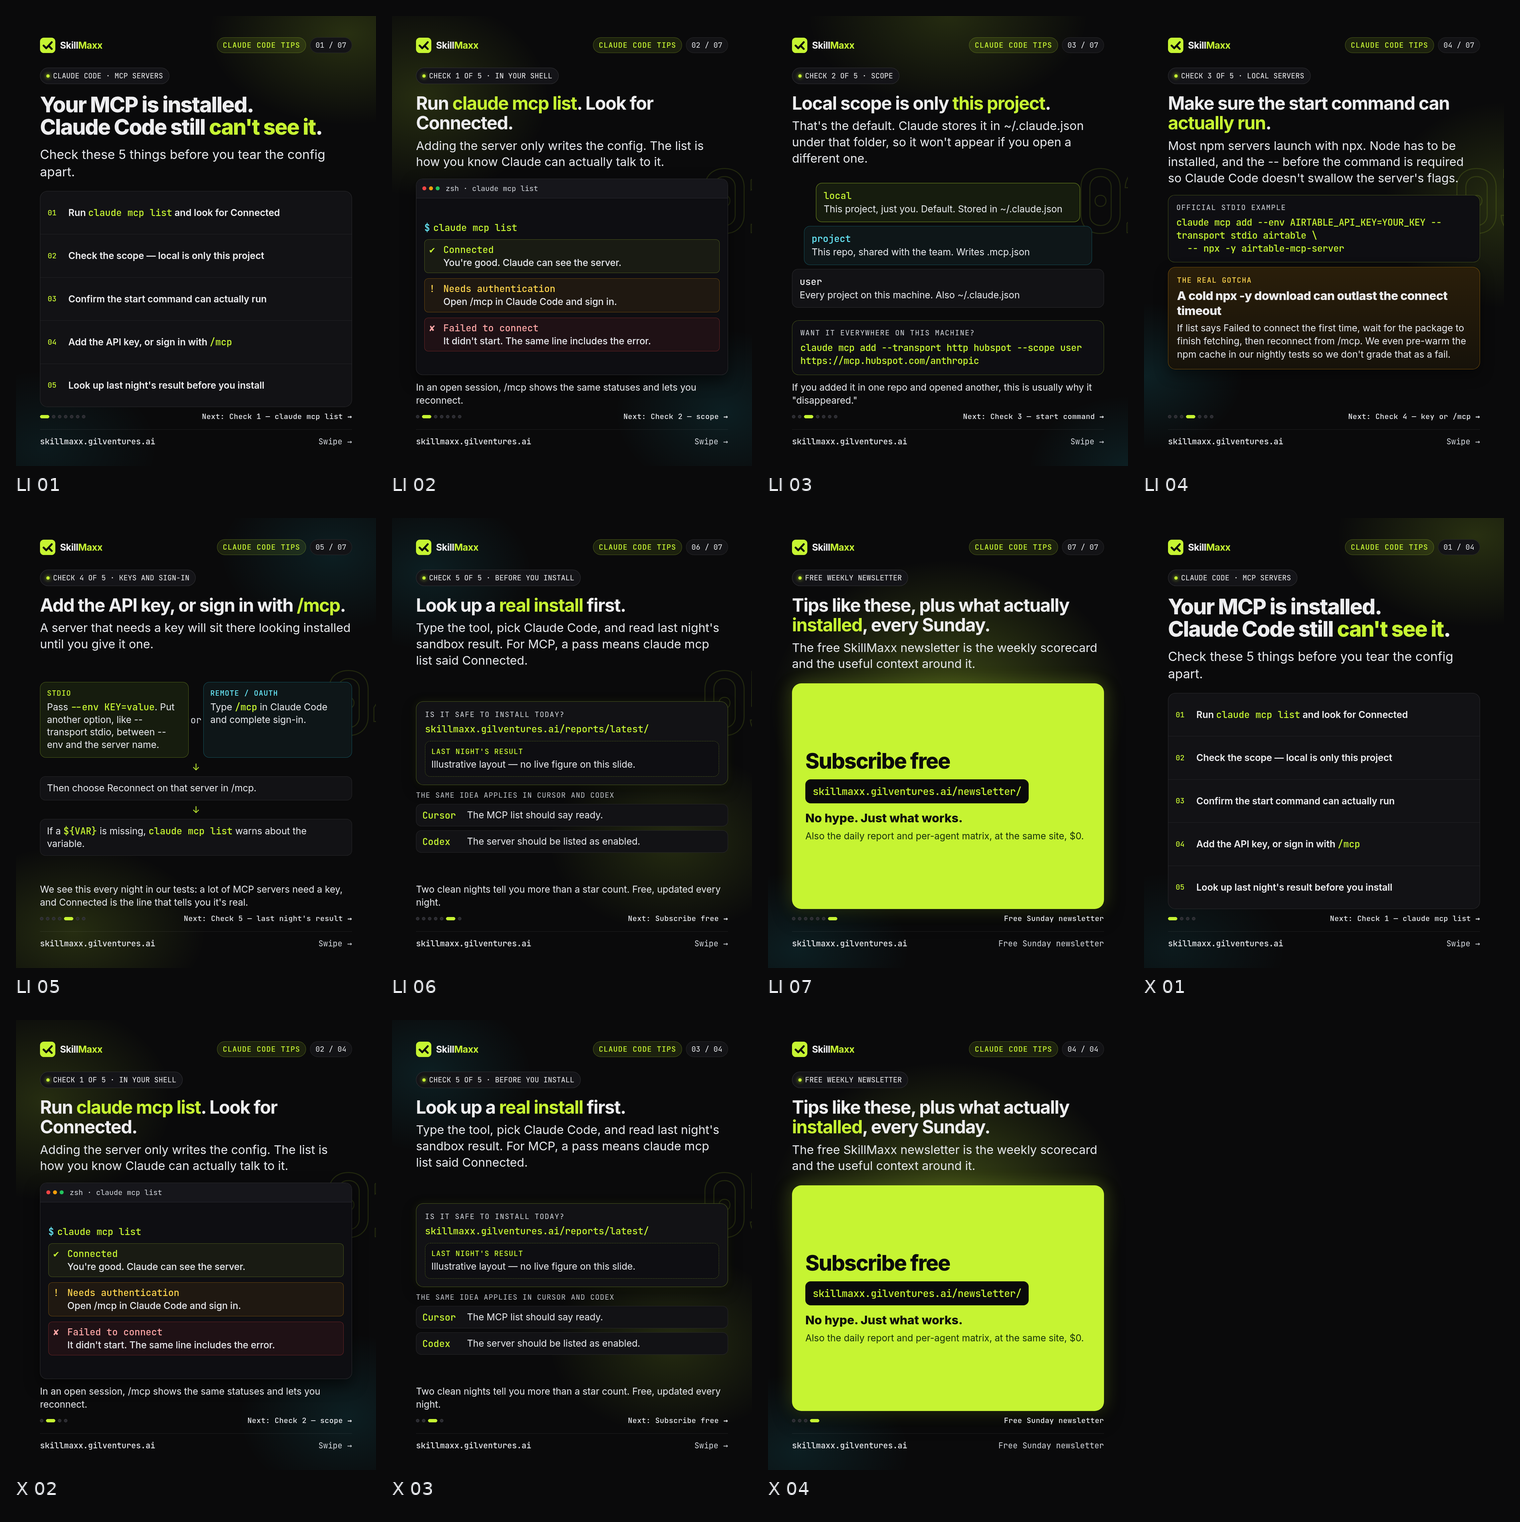 SkillMaxx
CLAUDE CODE TIPS
01 / 07
CLAUDE CODE · MCP SERVERS
Your MCP is installed.
Claude Code still can't see it.
Check these 5 things before you tear the config
apart.
01 Run claude mcp list and look for Connected
02 Check the scope — local is only this project
03 Confirm the start command can actually run
04 Add the API key, or sign in with /mcp
05 Look up last night's result before you install
Next: Check 1 — claude mcp list →
skillmaxx.gilventures.ai
Swipe →
LI 01
SkillMaxx
CLAUDE CODE TIPS
02 / 07
CHECK 1 OF 5 · IN YOUR SHELL
Run claude mcp list. Look for
Connected.
Adding the server only writes the config. The list is
how you know Claude can actually talk to it.
zsh · claude mcp list
$ claude mcp list
✔ Connected
You're good. Claude can see the server.
! Needs authentication
Open /mcp in Claude Code and sign in.
✘ Failed to connect
It didn't start. The same line includes the error.
In an open session, /mcp shows the same statuses and lets you
reconnect.
Next: Check 2 — scope →
skillmaxx.gilventures.ai
Swipe →
LI 02
SkillMaxx
CLAUDE CODE TIPS
03 / 07
CHECK 2 OF 5 · SCOPE
Local scope is only this project.
That's the default. Claude stores it in ~/.claude.json
under that folder, so it won't appear if you open a
different one.
local
This project, just you. Default. Stored in ~/.claude.json
project
This repo, shared with the team. Writes .mcp.json
user
Every project on this machine. Also ~/.claude.json
WANT IT EVERYWHERE ON THIS MACHINE?
claude mcp add --transport http hubspot --scope user
https://mcp.hubspot.com/anthropic
If you added it in one repo and opened another, this is usually why it
"disappeared."
Next: Check 3 — start command →
skillmaxx.gilventures.ai
Swipe →
LI 03
SkillMaxx
CLAUDE CODE TIPS
04 / 07
CHECK 3 OF 5 · LOCAL SERVERS
Make sure the start command can
actually run.
Most npm servers launch with npx. Node has to be
installed, and the -- before the command is required
so Claude Code doesn't swallow the server's flags.
OFFICIAL STDIO EXAMPLE
claude mcp add --env AIRTABLE_API_KEY=YOUR_KEY --
transport stdio airtable \
-- npx -y airtable-mcp-server
THE REAL GOTCHA
A cold npx -y download can outlast the connect
timeout
If list says Failed to connect the first time, wait for the package to
finish fetching, then reconnect from /mcp. We even pre-warm the
npm cache in our nightly tests so we don't grade that as a fail.
Next: Check 4 — key or /mcp →
skillmaxx.gilventures.ai
Swipe →
LI 04
SkillMaxx
CLAUDE CODE TIPS
05 / 07
CHECK 4 OF 5 · KEYS AND SIGN-IN
Add the API key, or sign in with /mcp.
A server that needs a key will sit there looking installed
until you give it one.
STDIO
Pass --env KEY=value. Put
another option, like --
transport stdio, between --
env and the server name.
or
REMOTE / OAUTH
Type /mcp in Claude Code
and complete sign-in.
↓
Then choose Reconnect on that server in /mcp.
↓
If a ${VAR} is missing, claude mcp list warns about the
variable.
We see this every night in our tests: a lot of MCP servers need a key,
and Connected is the line that tells you it's real.
Next: Check 5 — last night's result →
skillmaxx.gilventures.ai
Swipe →
LI 05
SkillMaxx
CLAUDE CODE TIPS
06 / 07
CHECK 5 OF 5 · BEFORE YOU INSTALL
Look up a real install first.
Type the tool, pick Claude Code, and read last night's
sandbox result. For MCP, a pass means claude mcp
list said Connected.
IS IT SAFE TO INSTALL TODAY?
skillmaxx.gilventures.ai/reports/latest/
LAST NIGHT'S RESULT
Illustrative layout — no live figure on this slide.
THE SAME IDEA APPLIES IN CURSOR AND CODEX
Cursor The MCP list should say ready.
Codex The server should be listed as enabled.
Two clean nights tell you more than a star count. Free, updated every
night.
Next: Subscribe free →
skillmaxx.gilventures.ai
Swipe →
LI 06
SkillMaxx
CLAUDE CODE TIPS
07 / 07
FREE WEEKLY NEWSLETTER
Tips like these, plus what actually
installed, every Sunday.
The free SkillMaxx newsletter is the weekly scorecard
and the useful context around it.
Subscribe free
skillmaxx.gilventures.ai/newsletter/
No hype. Just what works.
Also the daily report and per-agent matrix, at the same site, $0.
Free Sunday newsletter
skillmaxx.gilventures.ai
Free Sunday newsletter
LI 07
SkillMaxx
CLAUDE CODE TIPS
01 / 04
CLAUDE CODE · MCP SERVERS
Your MCP is installed.
Claude Code still can't see it.
Check these 5 things before you tear the config
apart.
01 Run claude mcp list and look for Connected
02 Check the scope — local is only this project
03 Confirm the start command can actually run
04 Add the API key, or sign in with /mcp
05 Look up last night's result before you install
Next: Check 1 — claude mcp list →
skillmaxx.gilventures.ai
Swipe →
X 01
SkillMaxx
CLAUDE CODE TIPS
02 / 04
CHECK 1 OF 5 · IN YOUR SHELL
Run claude mcp list. Look for
Connected.
Adding the server only writes the config. The list is
how you know Claude can actually talk to it.
zsh · claude mcp list
$ claude mcp list
✔ Connected
You're good. Claude can see the server.
! Needs authentication
Open /mcp in Claude Code and sign in.
✘ Failed to connect
It didn't start. The same line includes the error.
In an open session, /mcp shows the same statuses and lets you
reconnect.
Next: Check 2 — scope →
skillmaxx.gilventures.ai
Swipe →
X 02
SkillMaxx
CLAUDE CODE TIPS
03 / 04
CHECK 5 OF 5 · BEFORE YOU INSTALL
Look up a real install first.
Type the tool, pick Claude Code, and read last night's
sandbox result. For MCP, a pass means claude mcp
list said Connected.
IS IT SAFE TO INSTALL TODAY?
skillmaxx.gilventures.ai/reports/latest/
LAST NIGHT'S RESULT
Illustrative layout — no live figure on this slide.
THE SAME IDEA APPLIES IN CURSOR AND CODEX
Cursor The MCP list should say ready.
Codex The server should be listed as enabled.
Two clean nights tell you more than a star count. Free, updated every
night.
Next: Subscribe free →
skillmaxx.gilventures.ai
Swipe →
X 03
SkillMaxx
CLAUDE CODE TIPS
04 / 04
FREE WEEKLY NEWSLETTER
Tips like these, plus what actually
installed, every Sunday.
The free SkillMaxx newsletter is the weekly scorecard
and the useful context around it.
Subscribe free
skillmaxx.gilventures.ai/newsletter/
No hype. Just what works.
Also the daily report and per-agent matrix, at the same site, $0.
Free Sunday newsletter
skillmaxx.gilventures.ai
Free Sunday newsletter
X 04